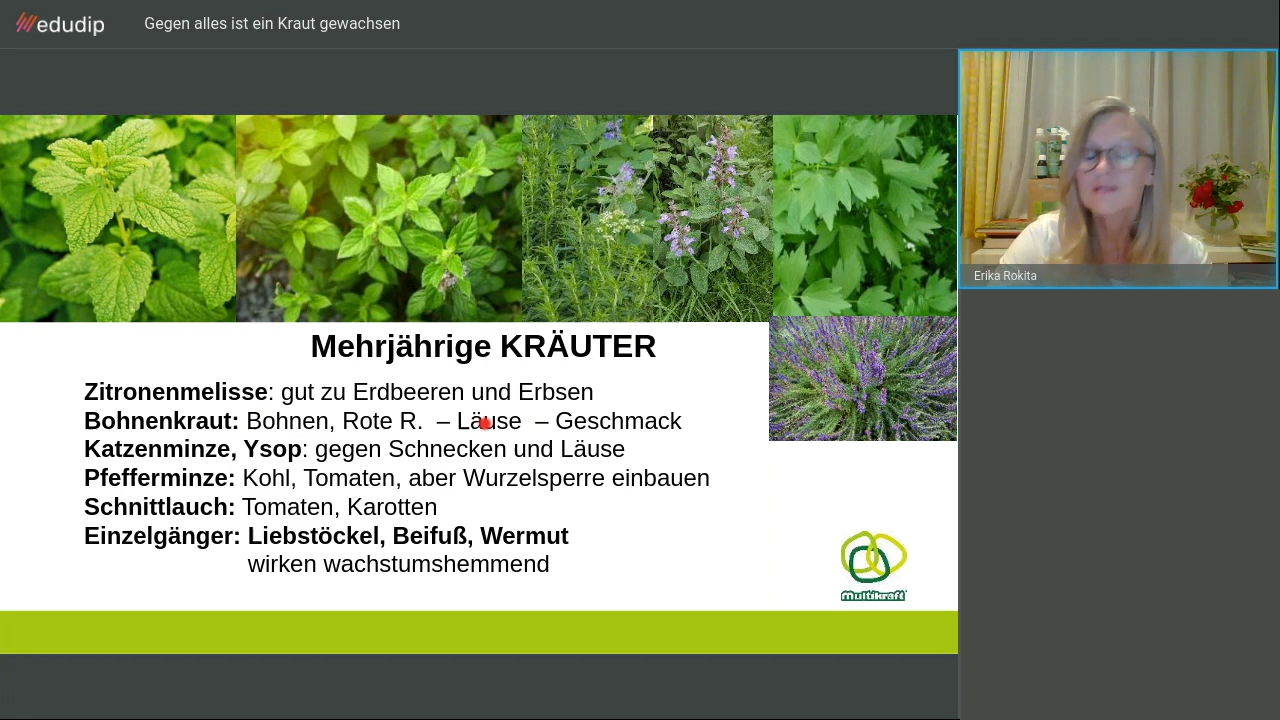 edudip
Gegen alles ist ein Kraut gewachsen
Erika Rokita
Mehrjährige KRÄUTER
Zitronenmelisse: gut zu Erdbeeren und Erbsen
Bohnenkraut: Bohnen, Rote R. – Läuse – Geschmack
Katzenminze, Ysop: gegen Schnecken und Läuse
Pfefferminze: Kohl, Tomaten, aber Wurzelsperre einbauen
Schnittlauch: Tomaten, Karotten
Einzelgänger: Liebstöckel, Beifuß, Wermut
wirken wachstumshemmend
multikraft